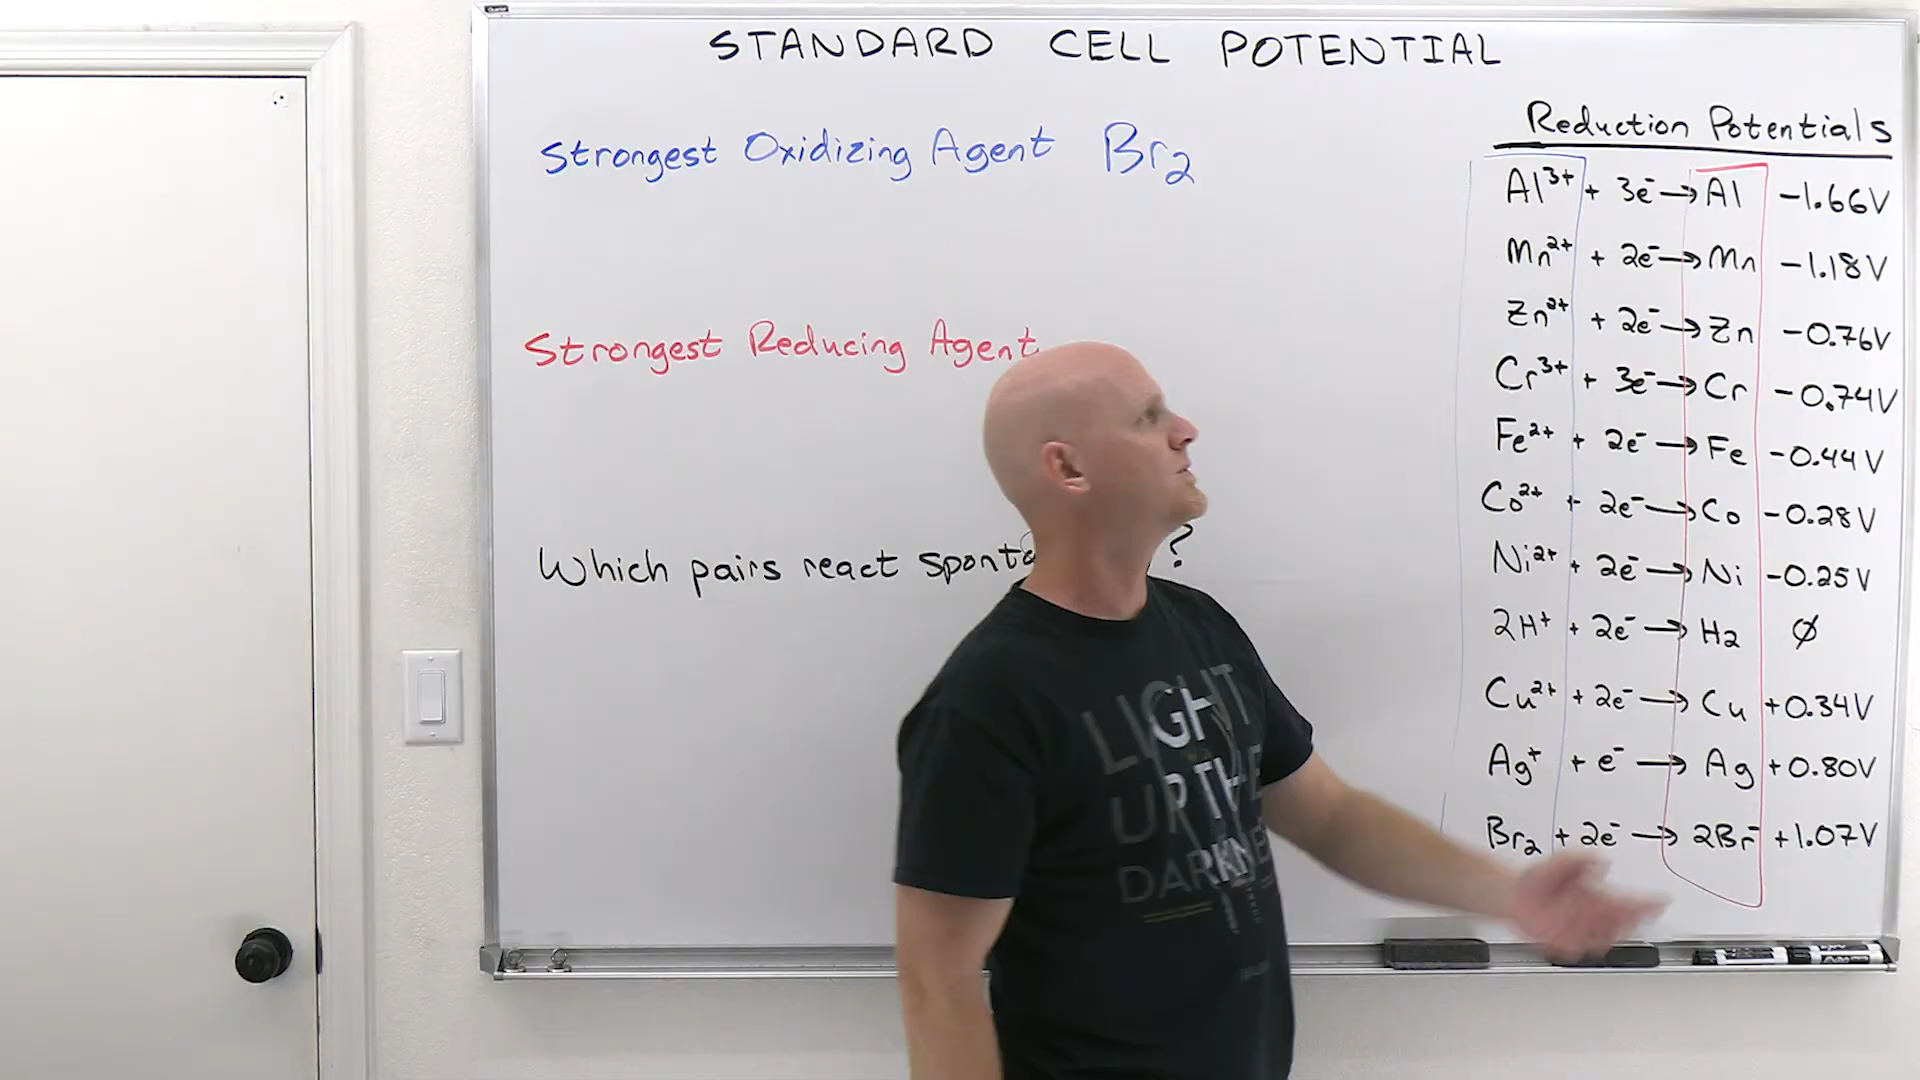 STANDARD CELL POTENTIAL
Strongest Oxidizing Agent Br₂
Strongest Reducing Agent
Which pairs react ?
Reduction Potentials
Al³⁺ + 3e⁻ → Al -1.66V
Mn²⁺ + 2e⁻ → Mn -1.18V
Zn²⁺ + 2e⁻ → Zn -0.76V
Cr³⁺ + 3e⁻ → Cr -0.74V
Fe²⁺ + 2e⁻ → Fe -0.44V
Co²⁺ + 2e⁻ → Co -0.28V
Ni²⁺ + 2e⁻ → Ni -0.25V
2H⁺ + 2e⁻ → H₂ Ø
Cu²⁺ + 2e⁻ → Cu +0.34V
Ag⁺ + e⁻ → Ag +0.80V
Br₂ + 2e⁻ → 2Br⁻ +1.07V
LIGHT
UP THE